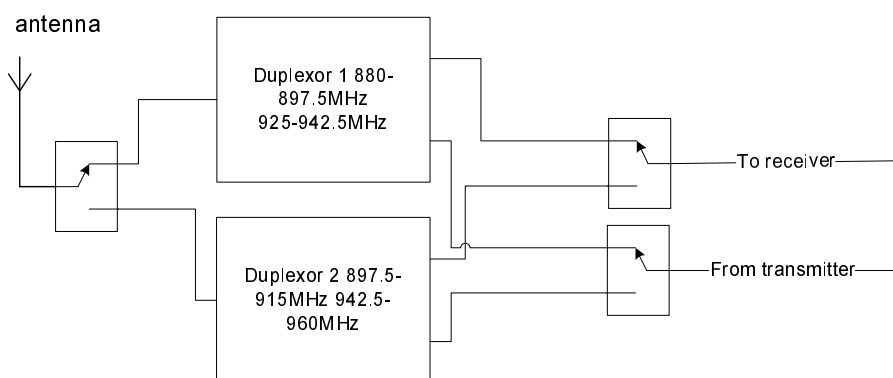 antenna
Duplexor 1 880-
897.5MHz
925-942.5MHz
To receiver
Duplexor 2 897.5-
915MHz 942.5-
960MHz
From transmitter